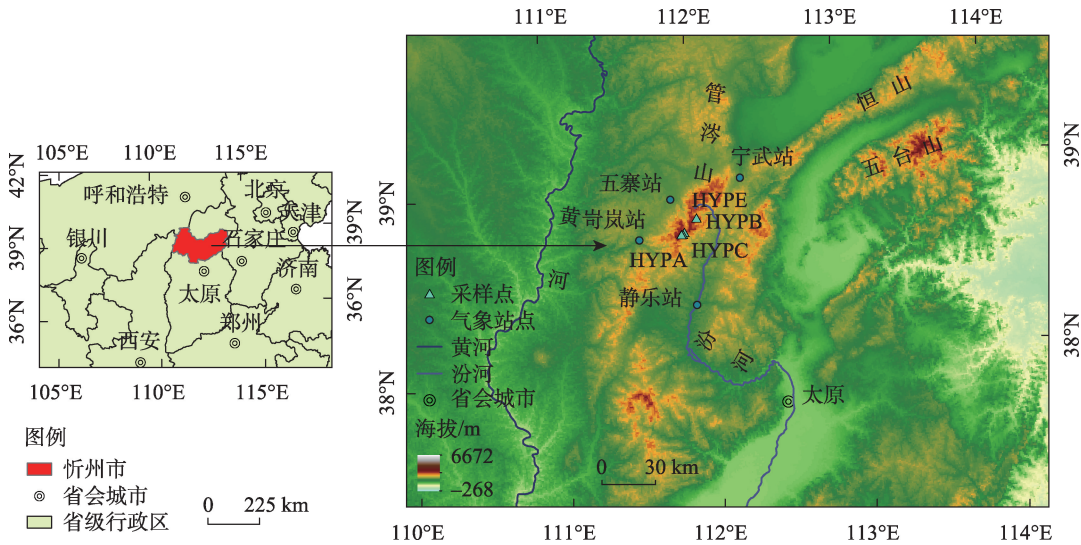 105°E 110°E 115°E
42°N
39°N
36°N
39°N
36°N
呼和浩特
北京
天津
银川
石家庄
济南
太原
郑州
西安
105°E 110°E 115°E
图例
忻州市
省会城市
省级行政区
0 225 km
111°E 112°E 113°E 114°E
39°N
38°N
39°N
38°N
管涔山
恒山
五台山
宁武站
五寨站
HYPE
黄
岢岚站
HYPB
HYPA
HYPC
河
静乐站
汾河
太原
图例
采样点
气象站点
黄河
汾河
省会城市
海拔/m
6672
–268
0 30 km
110°E 111°E 112°E 113°E 114°E